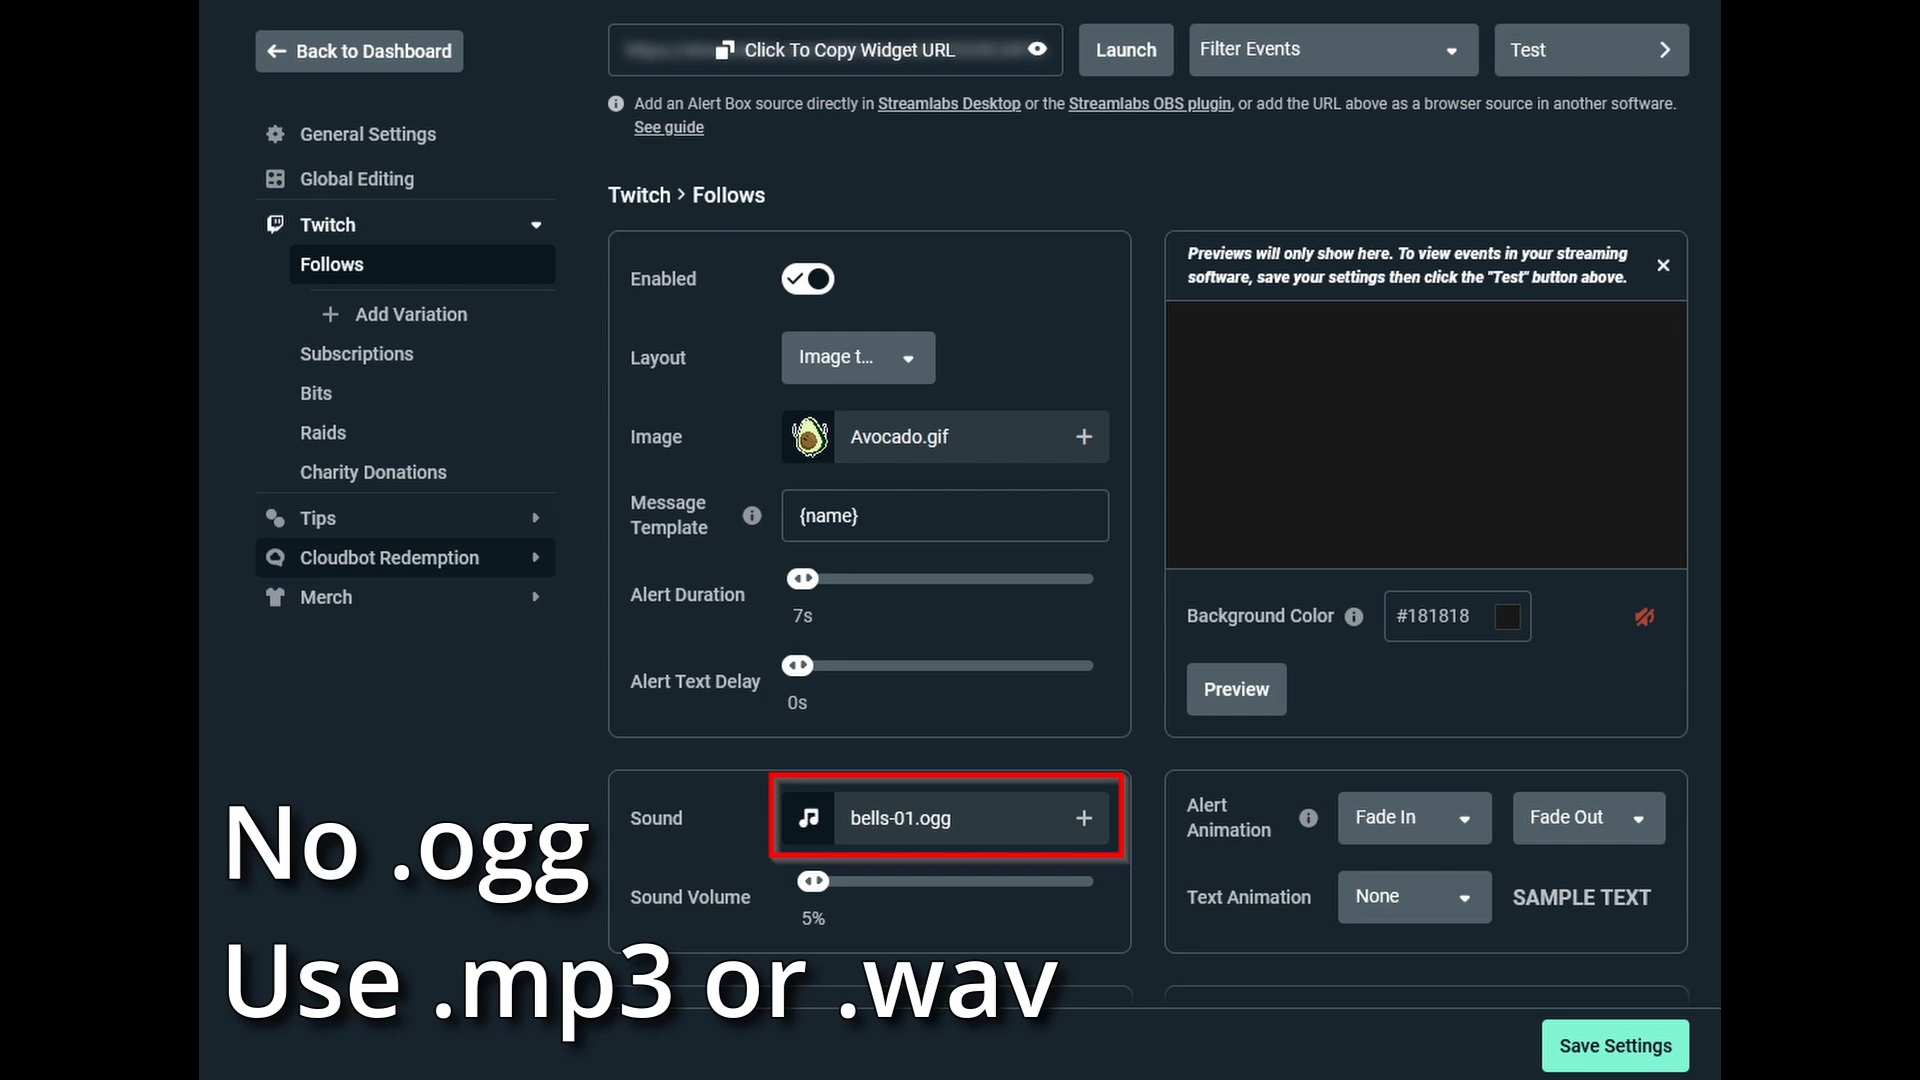 Back to Dashboard
Click To Copy Widget URL
Launch
Filter Events
Test
Add an Alert Box source directly in Streamlabs Desktop or the Streamlabs OBS plugin, or add the URL above as a browser source in another software.
See guide
General Settings
Global Editing
Twitch
Follows
Add Variation
Subscriptions
Bits
Raids
Charity Donations
Tips
Cloudbot Redemption
Merch
Twitch > Follows
Enabled
Layout
Image t...
Image
Avocado.gif
Message
Template
{name}
Alert Duration
7s
Alert Text Delay
0s
Previews will only show here. To view events in your streaming
software, save your settings then click the "Test" button above.
Background Color
#181818
Preview
Sound
bells-01.ogg
Sound Volume
5%
Alert
Animation
Fade In
Fade Out
Text Animation
None
SAMPLE TEXT
No .ogg
Use .mp3 or .wav
Save Settings